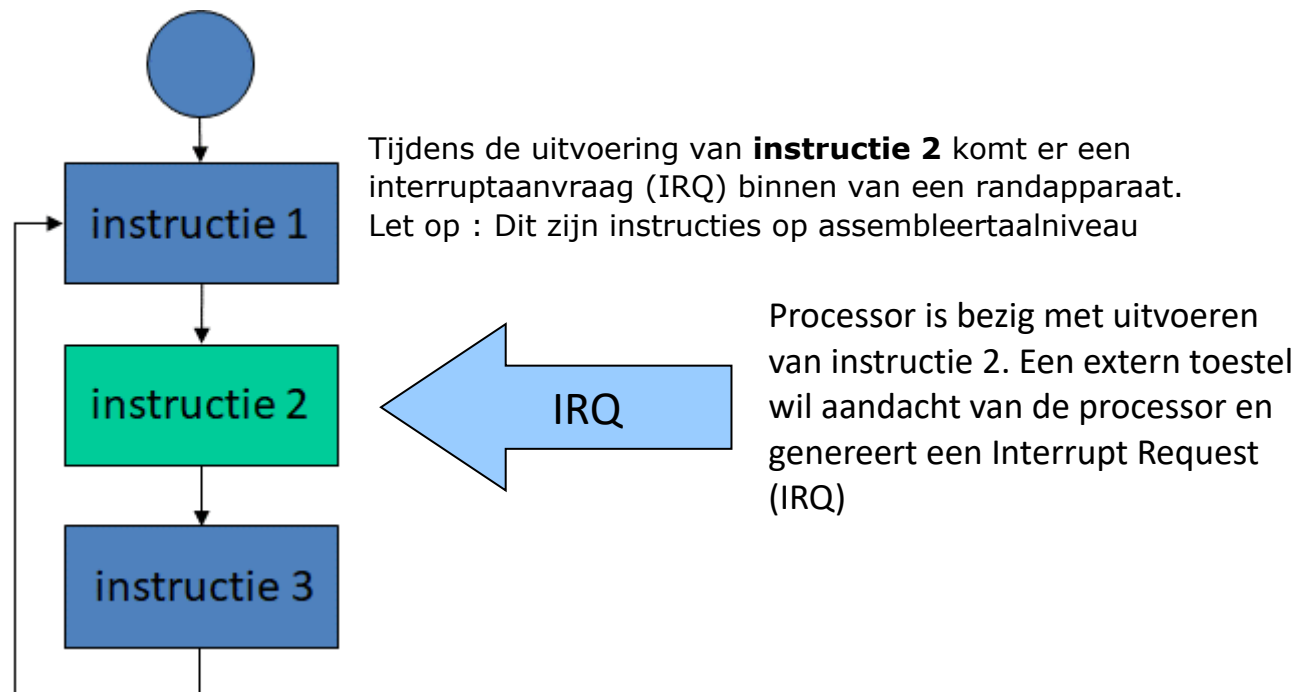 Tijdens de uitvoering van instructie 2 komt er een
interruptaanvraag (IRQ) binnen van een randapparaat.
Let op : Dit zijn instructies op assembleertaalniveau
instructie 1
instructie 2
IRQ
Processor is bezig met uitvoeren
van instructie 2. Een extern toestel
wil aandacht van de processor en
genereert een Interrupt Request
(IRQ)
instructie 3